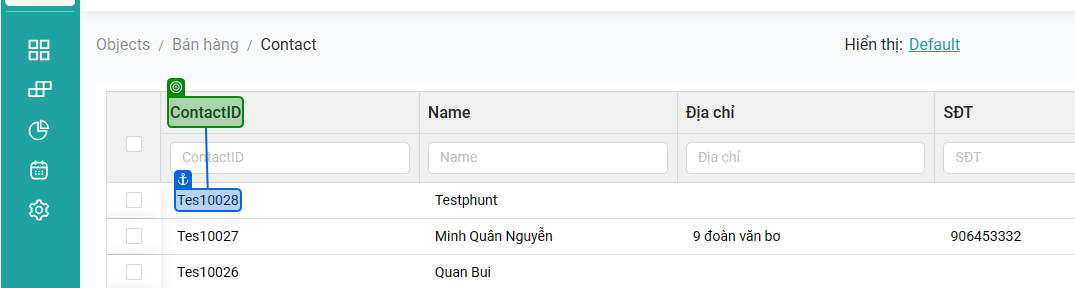 Objects / Bán hàng / Contact
Hiển thị: Default
ContactID Name Địa chỉ SĐT
ContactID Name Địa chỉ SĐT
Tes10028 Testphunt
Tes10027 Minh Quân Nguyễn 9 đoàn văn bơ 906453332
Tes10026 Quan Bui